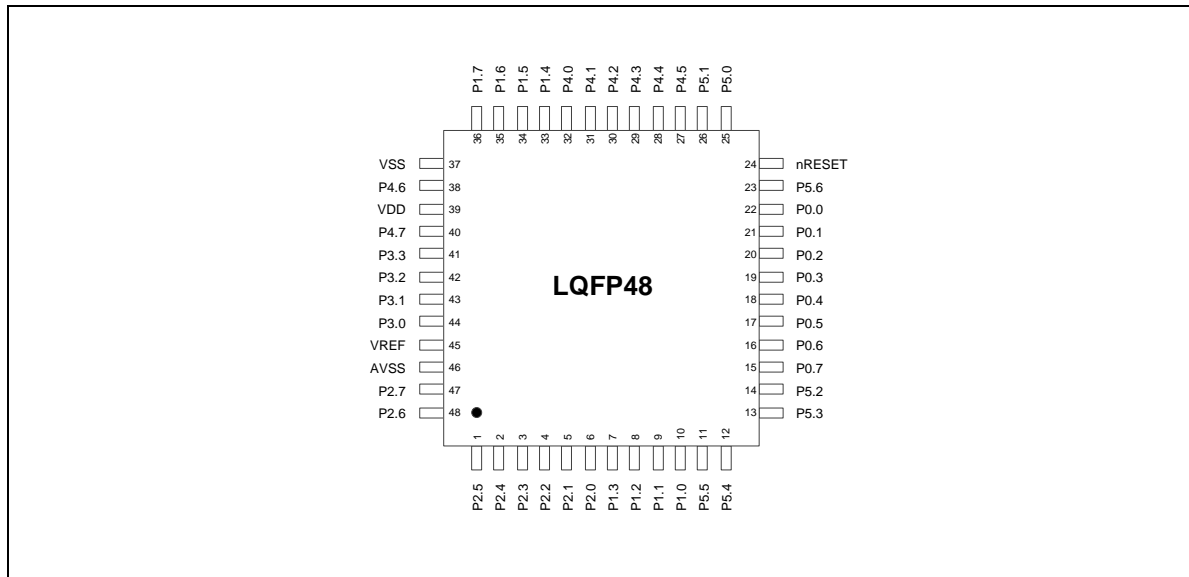 P1.7 P1.6 P1.5 P1.4 P4.0 P4.1 P4.2 P4.3 P4.4 P4.5 P5.1 P5.0
36 35 34 33 32 31 30 29 28 27 26 25
VSS 37 24 nRESET
P4.6 38 23 P5.6
VDD 39 22 P0.0
P4.7 40 21 P0.1
P3.3 41 20 P0.2
P3.2 42 19 P0.3
LQFP48
P3.1 43 18 P0.4
P3.0 44 17 P0.5
VREF 45 16 P0.6
AVSS 46 15 P0.7
P2.7 47 14 P5.2
P2.6 48 13 P5.3
1 2 3 4 5 6 7 8 9 10 11 12
P2.5 P2.4 P2.3 P2.2 P2.1 P2.0 P1.3 P1.2 P1.1 P1.0 P5.5 P5.4